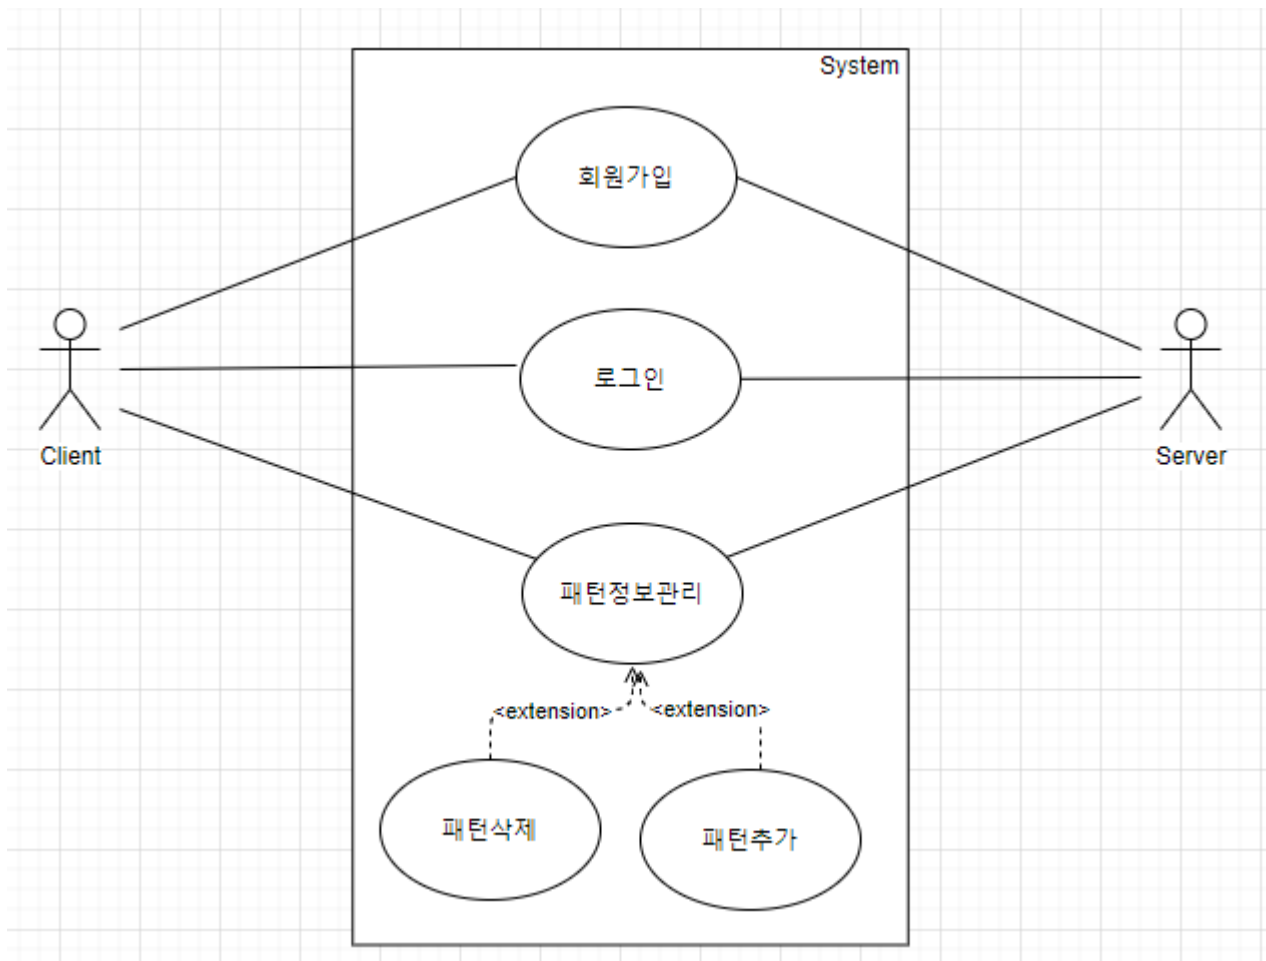 System
회원가입
로그인
Client
Server
패턴정보관리
<extension>
<extension>
패턴삭제
패턴추가